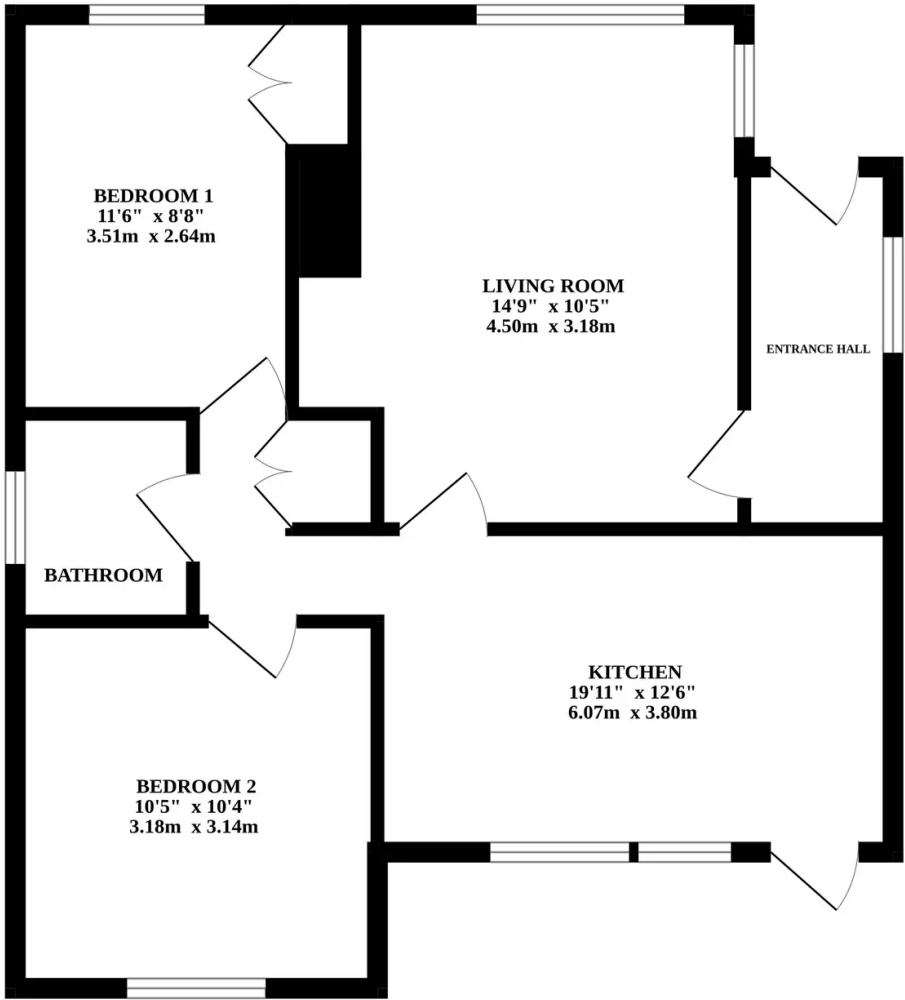 BEDROOM 1
11'6" x 8'8"
3.51m x 2.64m
LIVING ROOM
14'9" x 10'5"
4.50m x 3.18m
ENTRANCE HALL
BATHROOM
KITCHEN
19'11" x 12'6"
6.07m x 3.80m
BEDROOM 2
10'5" x 10'4"
3.18m x 3.14m